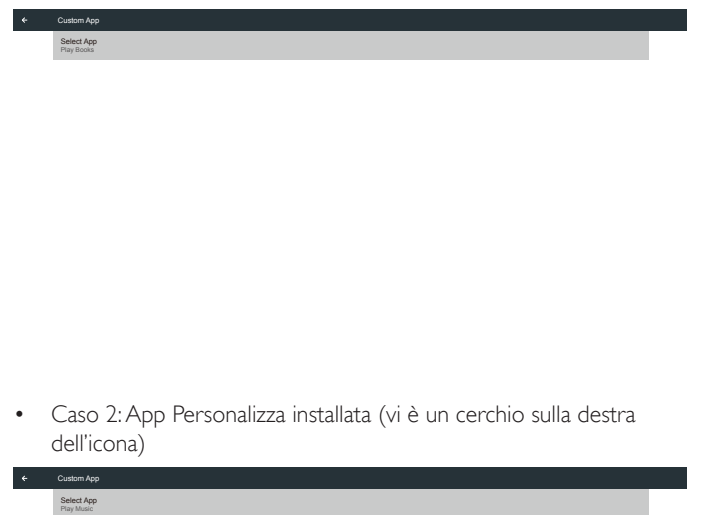 ← Custom App
Select App
Play Books
• Caso 2: App Personalizza installata (vi è un cerchio sulla destra
dell'icona)
← Custom App
Select App
Play Music